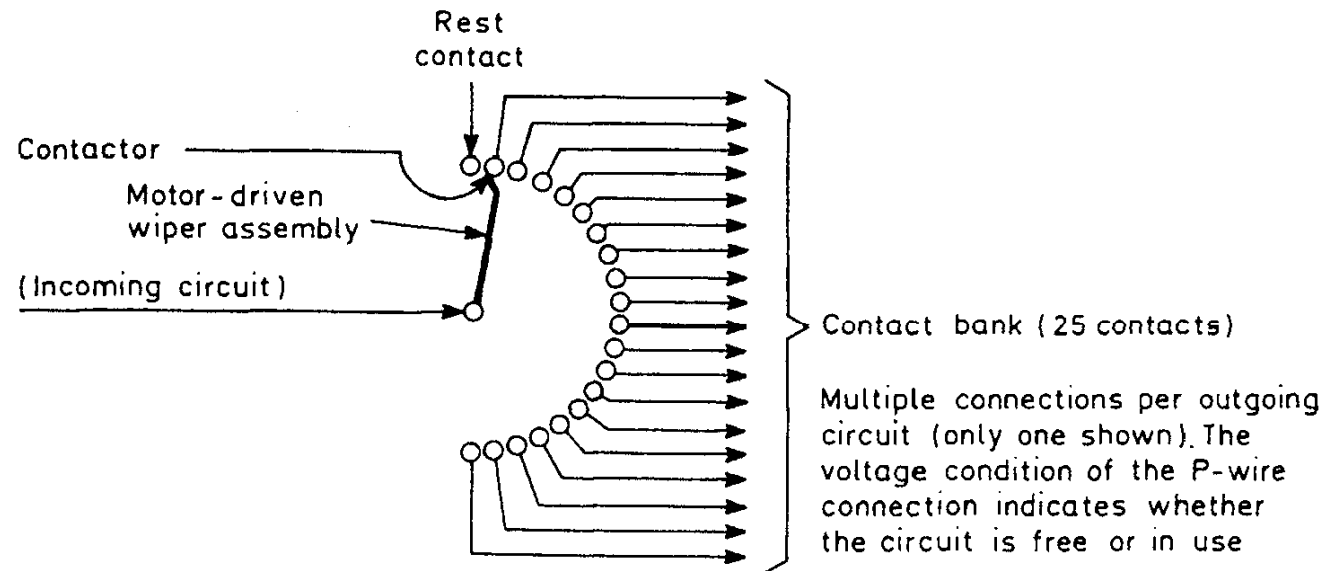 Rest
contact
Contactor
Motor-driven
wiper assembly
(Incoming circuit)
Contact bank (25 contacts)
Multiple connections per outgoing
circuit (only one shown). The
voltage condition of the P-wire
connection indicates whether
the circuit is free or in use